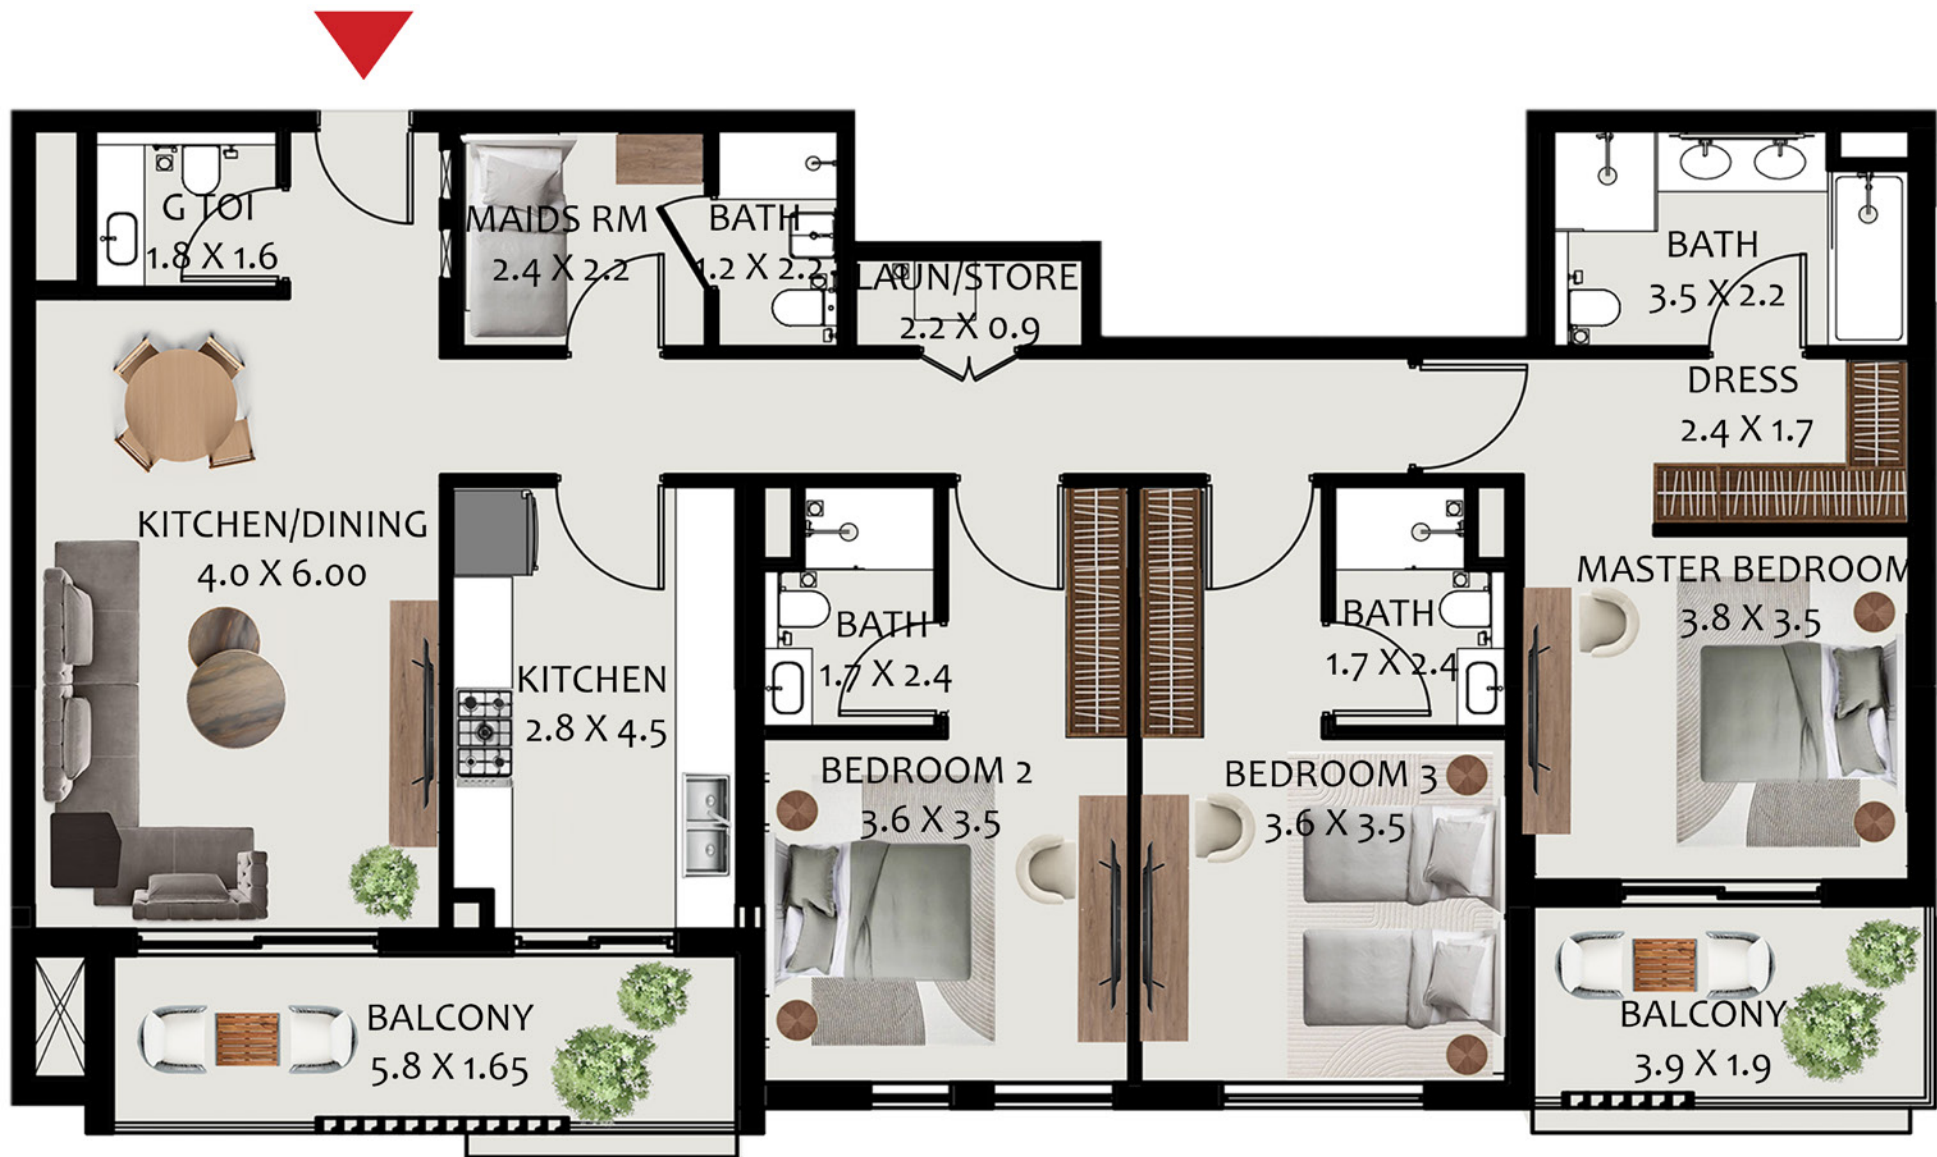 G TOI
1.8 X 1.6
MAIDS RM
2.4 X 2.2
BATH
1.2 X 2.2
LAUN/STORE
2.2 X 0.9
BATH
3.5 X 2.2
DRESS
2.4 X 1.7
KITCHEN/DINING
4.0 X 6.00
KITCHEN
2.8 X 4.5
BATH
1.7 X 2.4
BATH
1.7 X 2.4
MASTER BEDROOM
3.8 X 3.5
BEDROOM 2
3.6 X 3.5
BEDROOM 3
3.6 X 3.5
BALCONY
5.8 X 1.65
BALCONY
3.9 X 1.9